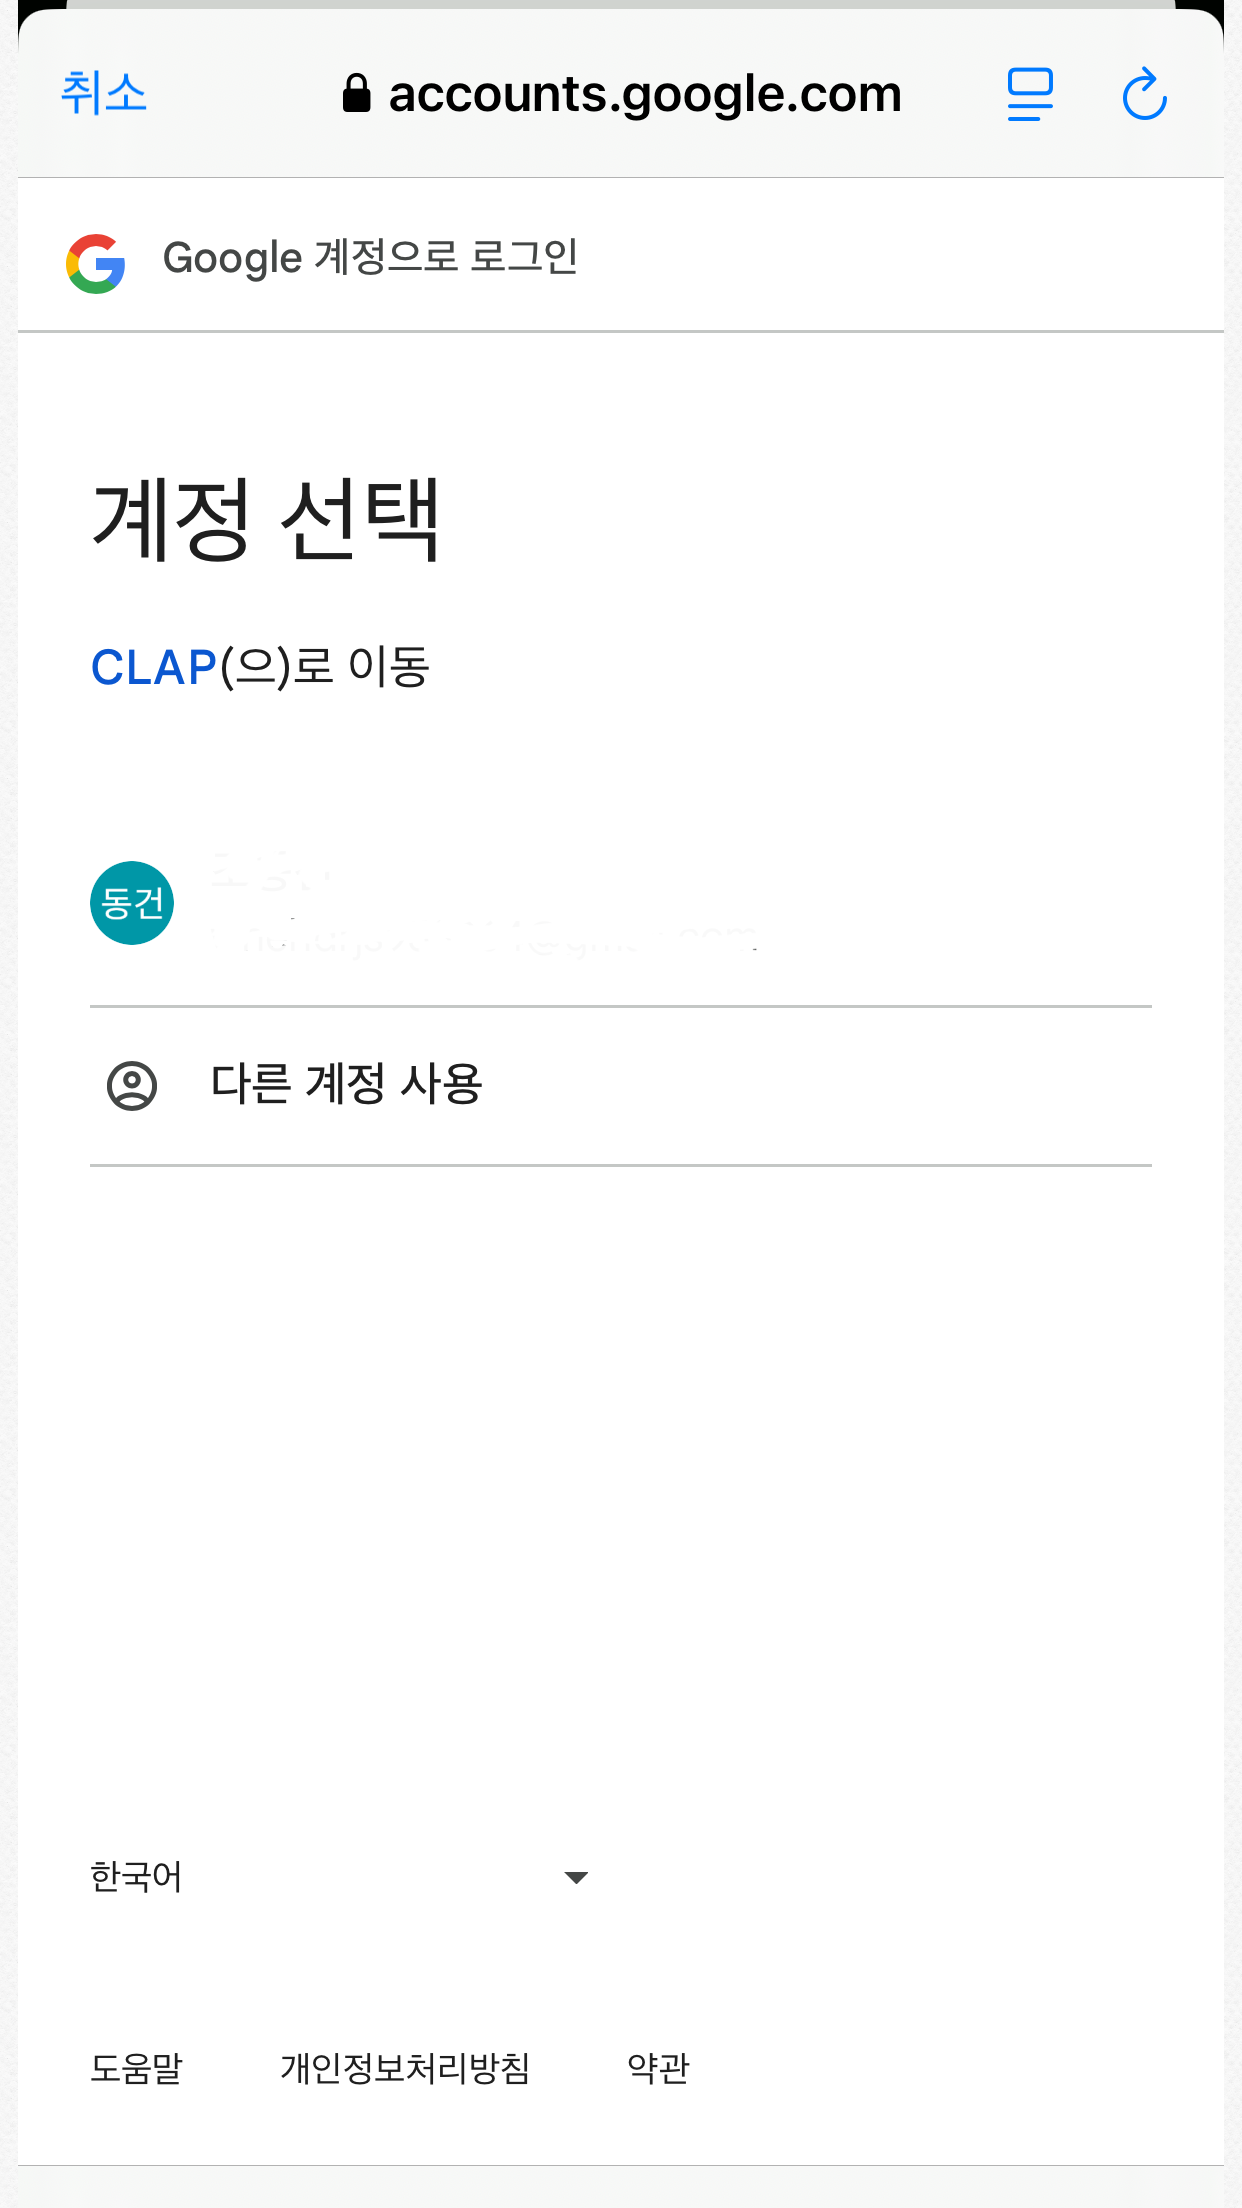 취소
accounts.google.com
Google 계정으로 로그인
계정 선택
CLAP(으)로 이동
동건
다른 계정 사용
한국어
도움말 개인정보처리방침 약관